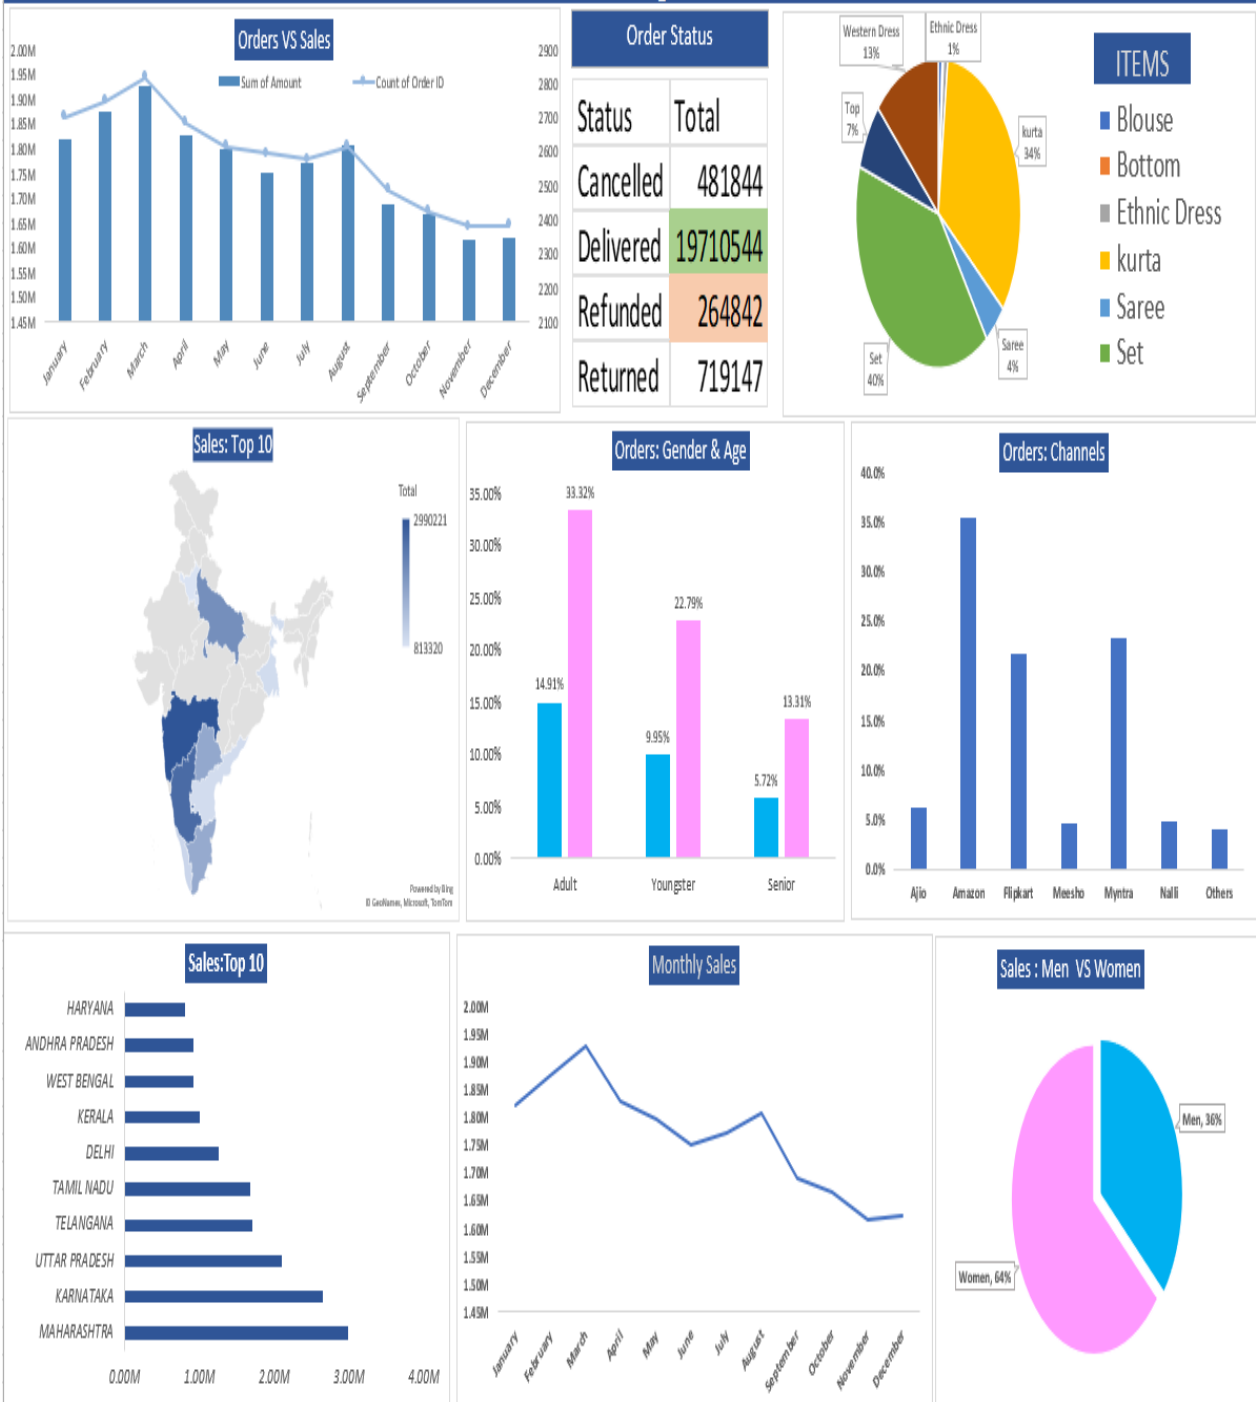 Orders VS Sales
Sum of Amount
Count of Order ID
2.00M
1.95M
1.90M
1.85M
1.80M
1.75M
1.70M
1.65M
1.60M
1.55M
1.50M
1.45M
2900
2800
2700
2600
2500
2400
2300
2200
2100
January
February
March
April
May
June
July
August
September
October
November
December
Order Status
Status Total
Cancelled 481844
Delivered 19710544
Refunded 264842
Returned 719147
Western Dress
13%
Ethnic Dress
1%
Top
7%
kurta
34%
Set
40%
Saree
4%
ITEMS
Blouse
Bottom
Ethnic Dress
kurta
Saree
Set
Sales: Top 10
Total
2990221
813320
Powered by Bing
© GeoNames, Microsoft, TomTom
Orders: Gender & Age
35.00%
30.00%
25.00%
20.00%
15.00%
10.00%
5.00%
0.00%
14.91%
33.32%
9.95%
22.79%
5.72%
13.31%
Adult
Youngster
Senior
Orders: Channels
40.0%
35.0%
30.0%
25.0%
20.0%
15.0%
10.0%
5.0%
0.0%
Ajio
Amazon
Flipkart
Meesho
Myntra
Nalli
Others
Sales:Top 10
HARYANA
ANDHRA PRADESH
WEST BENGAL
KERALA
DELHI
TAMIL NADU
TELANGANA
UTTAR PRADESH
KARNATAKA
MAHARASHTRA
0.00M
1.00M
2.00M
3.00M
4.00M
Monthly Sales
2.00M
1.95M
1.90M
1.85M
1.80M
1.75M
1.70M
1.65M
1.60M
1.55M
1.50M
1.45M
January
February
March
April
May
June
July
August
September
October
November
December
Sales : Men VS Women
Men, 36%
Women, 64%